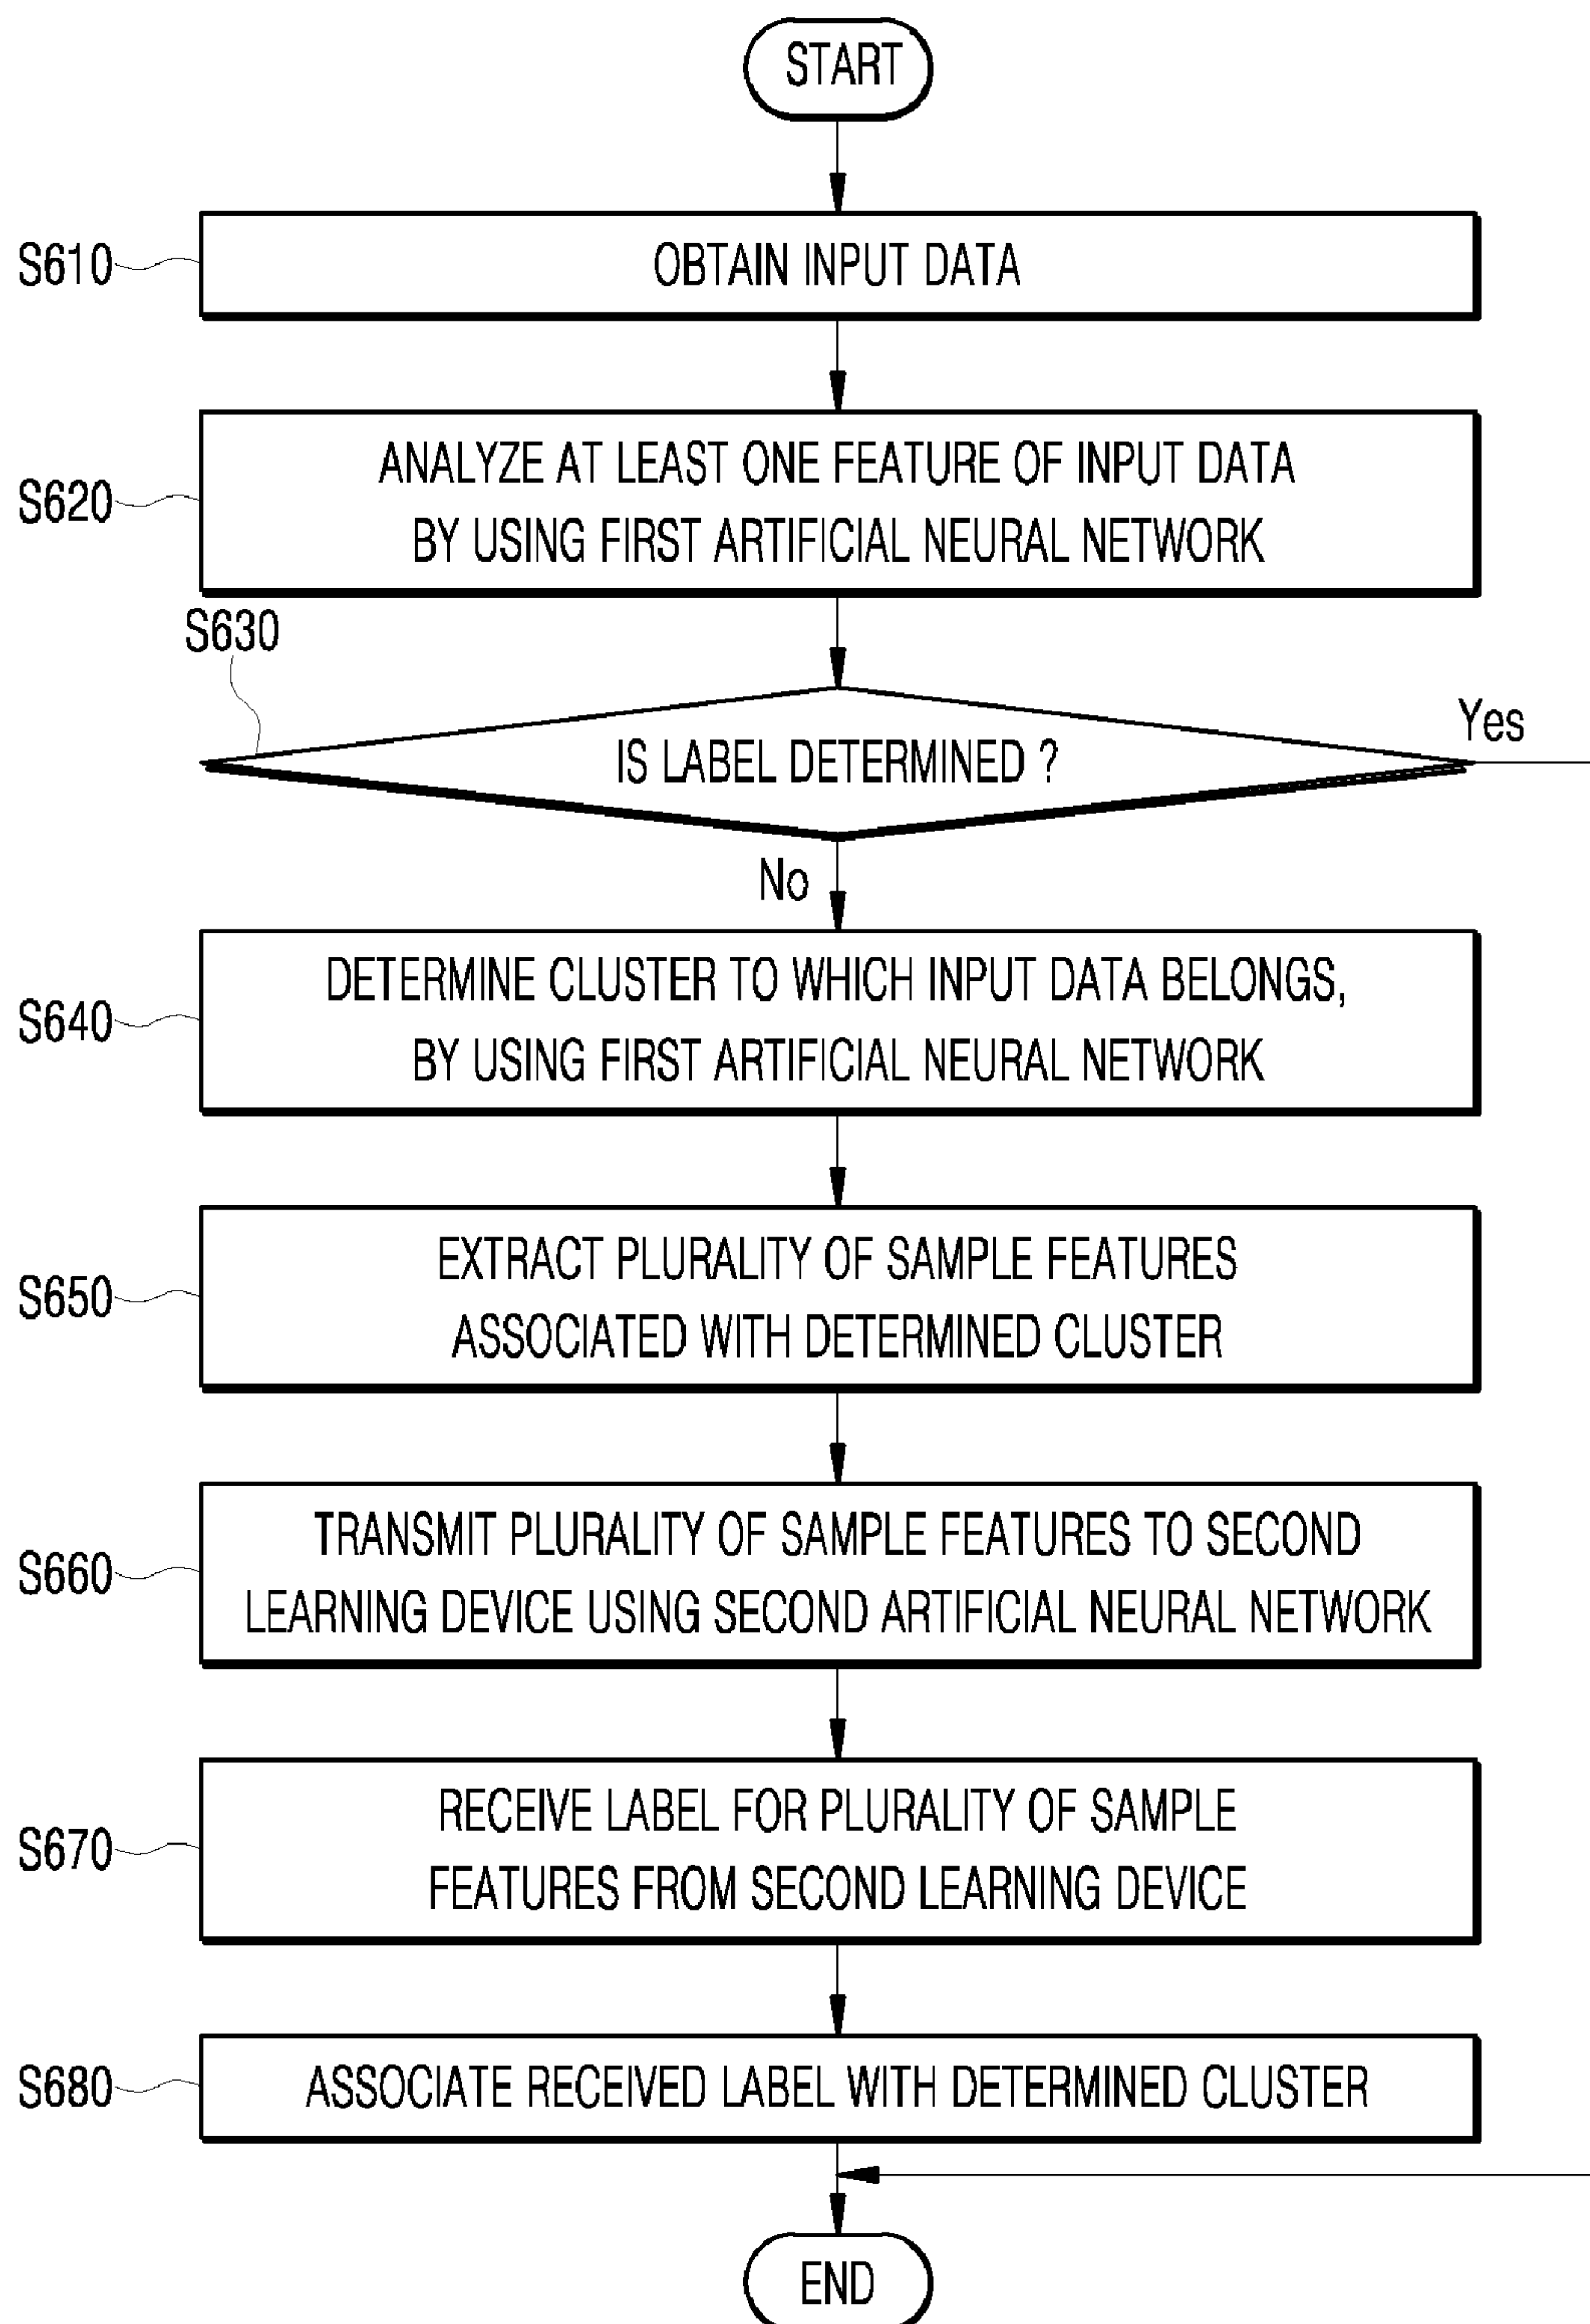 START
S610
OBTAIN INPUT DATA
S620
ANALYZE AT LEAST ONE FEATURE OF INPUT DATA
BY USING FIRST ARTIFICIAL NEURAL NETWORK
S630
IS LABEL DETERMINED ?
Yes
No
S640
DETERMINE CLUSTER TO WHICH INPUT DATA BELONGS,
BY USING FIRST ARTIFICIAL NEURAL NETWORK
S650
EXTRACT PLURALITY OF SAMPLE FEATURES
ASSOCIATED WITH DETERMINED CLUSTER
S660
TRANSMIT PLURALITY OF SAMPLE FEATURES TO SECOND
LEARNING DEVICE USING SECOND ARTIFICIAL NEURAL NETWORK
S670
RECEIVE LABEL FOR PLURALITY OF SAMPLE
FEATURES FROM SECOND LEARNING DEVICE
S680
ASSOCIATE RECEIVED LABEL WITH DETERMINED CLUSTER
END